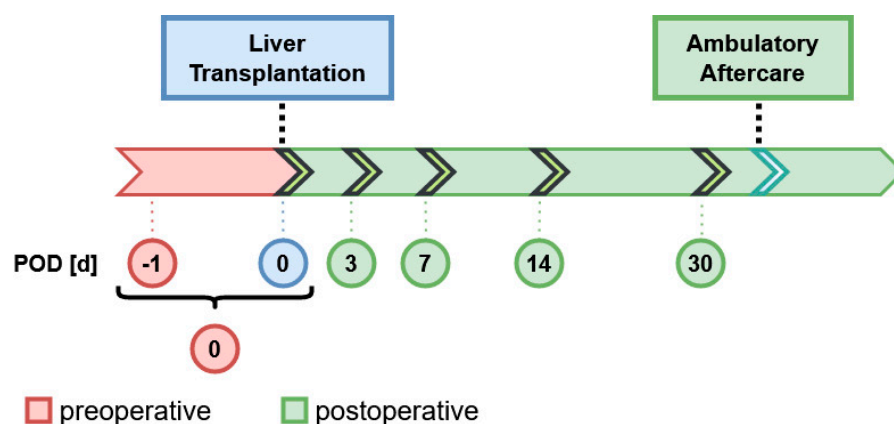 Liver
Transplantation
Ambulatory
Aftercare
POD [d]
-1
0
3
7
14
30
0
preoperative
postoperative